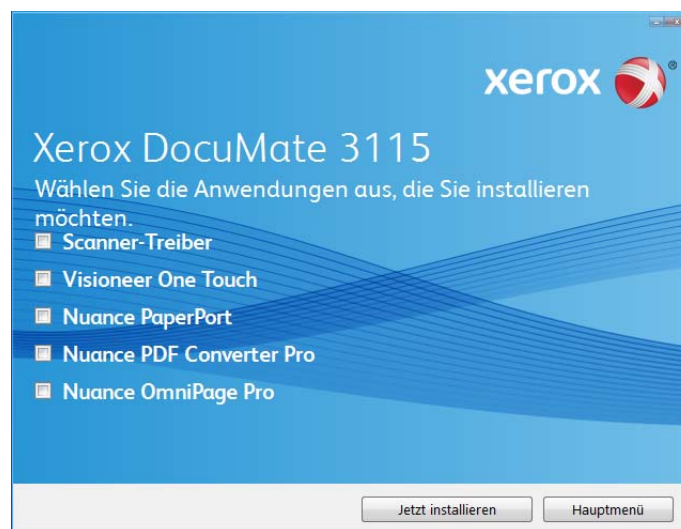 xerox ®
Xerox DocuMate 3115
Wählen Sie die Anwendungen aus, die Sie installieren
möchten.
Scanner-Treiber
Visioneer One Touch
Nuance PaperPort
Nuance PDF Converter Pro
Nuance OmniPage Pro
Jetzt installieren Hauptmenü